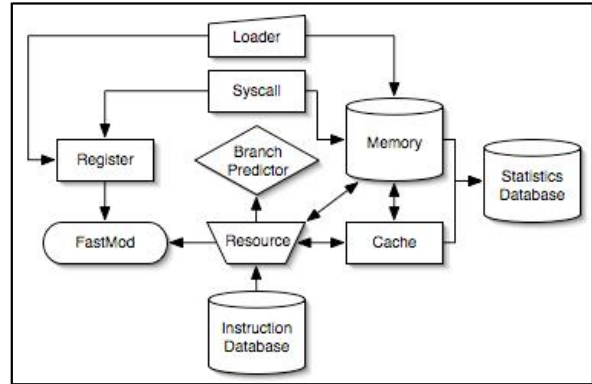 Loader
Syscall
Register
Branch
Predictor
Memory
Statistics
Database
FastMod
Resource
Cache
Instruction
Database